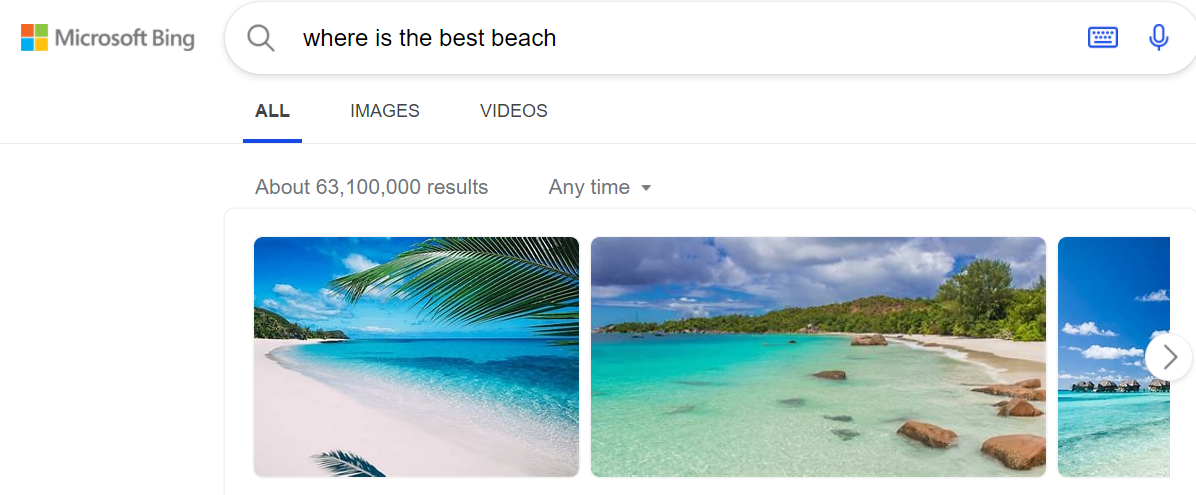 Microsoft Bing
where is the best beach
ALL IMAGES VIDEOS
About 63,100,000 results Any time